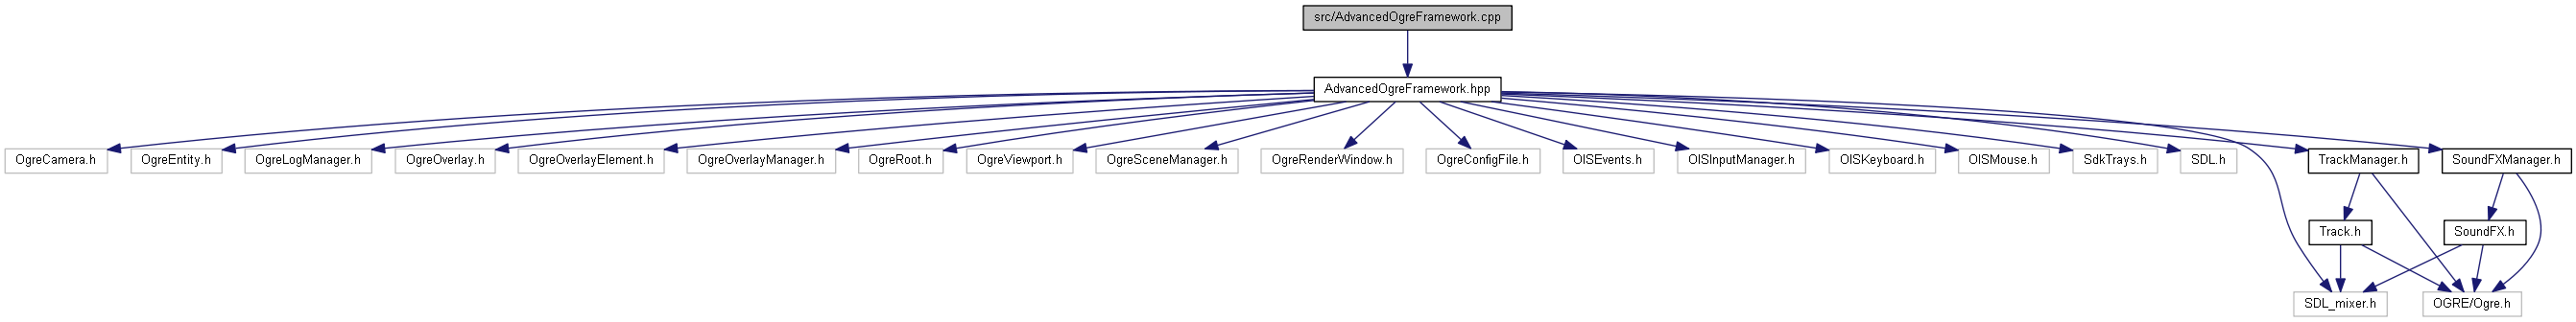 src/AdvancedOgreFramework.cpp
AdvancedOgreFramework.hpp
OgreCamera.h
OgreEntity.h
OgreLogManager.h
OgreOverlay.h
OgreOverlayElement.h
OgreOverlayManager.h
OgreRoot.h
OgreViewport.h
OgreSceneManager.h
OgreRenderWindow.h
OgreConfigFile.h
OISEvents.h
OISInputManager.h
OISKeyboard.h
OISMouse.h
SdkTrays.h
SDL.h
TrackManager.h
SoundFXManager.h
Track.h
SoundFX.h
SDL_mixer.h
OGRE/Ogre.h